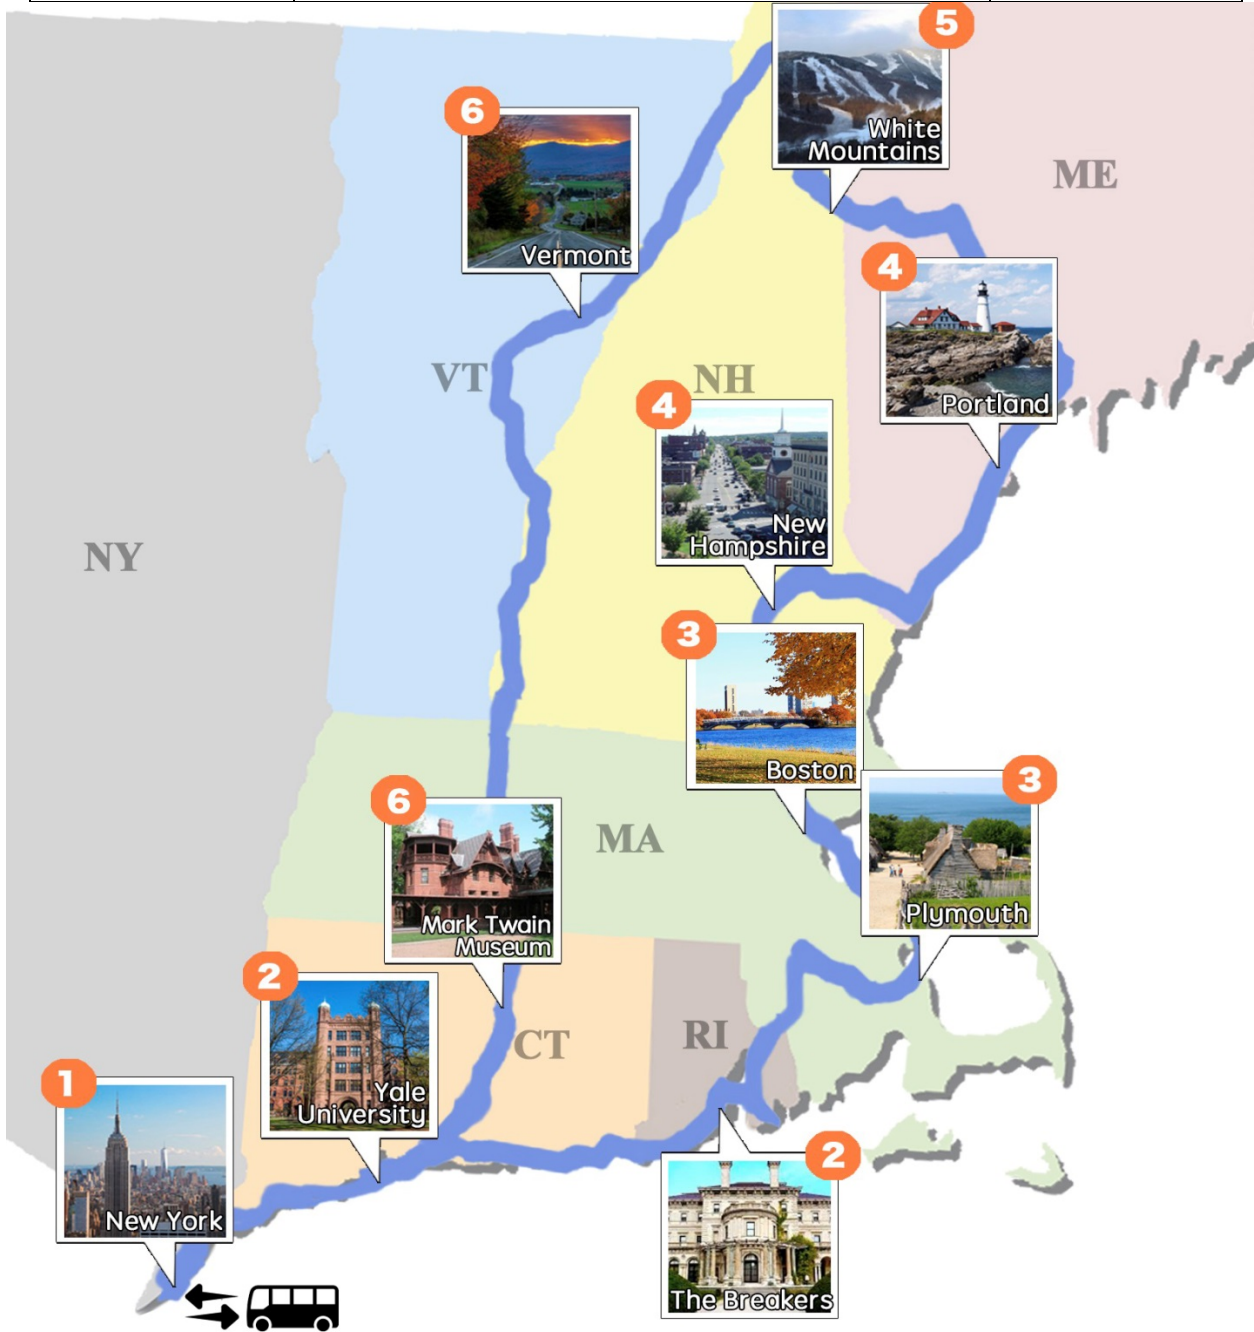 5
White
Mountains
6
Vermont
ME
4
Portland
VT
NH
4
New
Hampshire
NY
3
Boston
3
Plymouth
6
Mark Twain
Museum
MA
2
Yale
University
CT
RI
1
New York
2
The Breakers